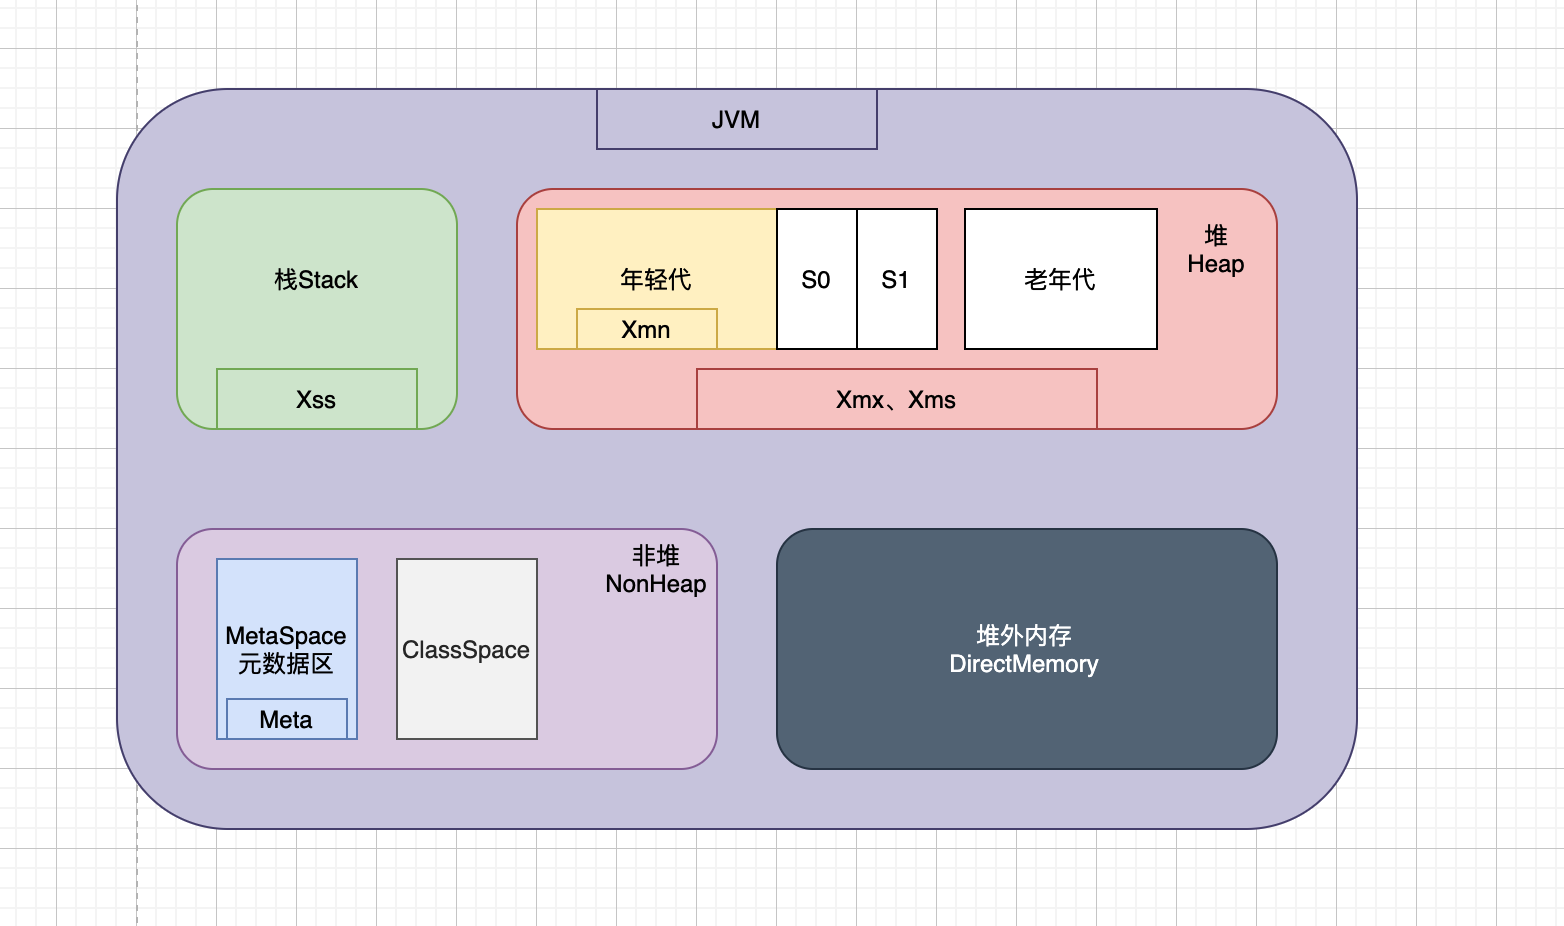 JVM
栈Stack
Xss
年轻代
Xmn
S0
S1
老年代
堆
Heap
Xmx、Xms
MetaSpace
元数据区
Meta
ClassSpace
非堆
NonHeap
堆外内存
DirectMemory